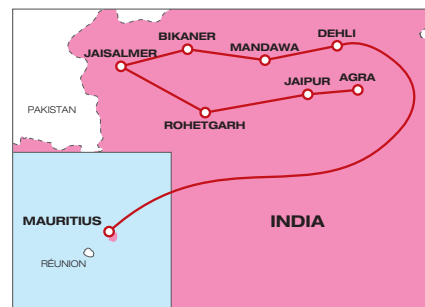 BIKANER
DEHLI
MANDAWA
JAISALMER
JAIPUR
AGRA
PAKISTAN
ROHETGARH
MAURITIUS
INDIA
RÉUNION